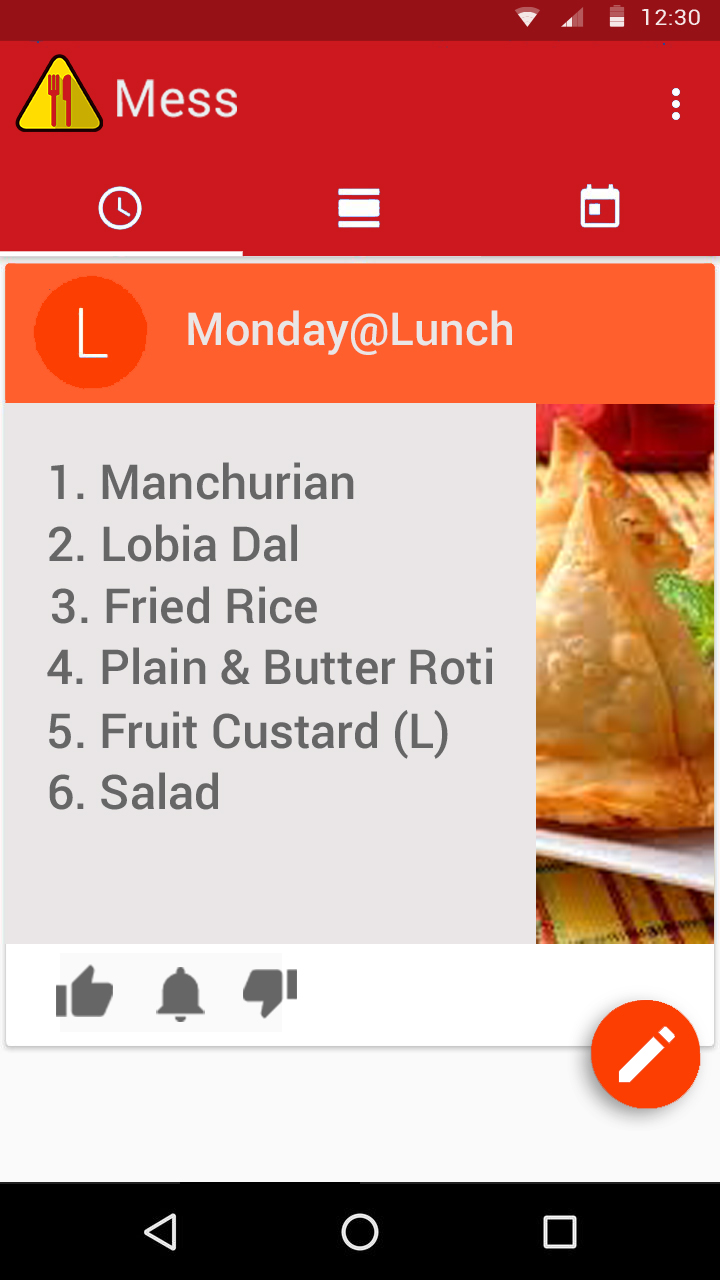 12:30
Mess
L
Monday@Lunch
1. Manchurian
2. Lobia Dal
3. Fried Rice
4. Plain & Butter Roti
5. Fruit Custard (L)
6. Salad